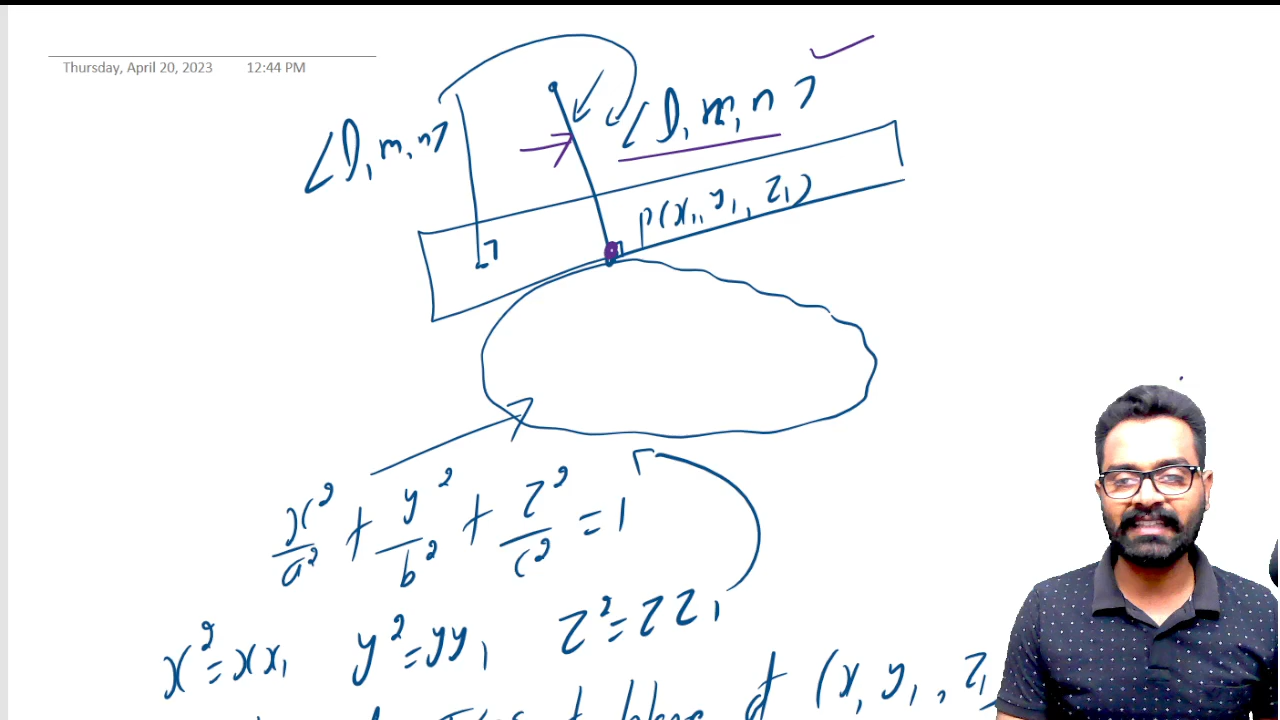 Thursday, April 20, 2023 12:44 PM
<l, m, n>
<l, m, n>
P(x₁, y₁, z₁)
x²/a² + y²/b² + z²/c² = 1
x² = xx₁ y² = yy₁ z² = zz₁
(x, y₁, z₁